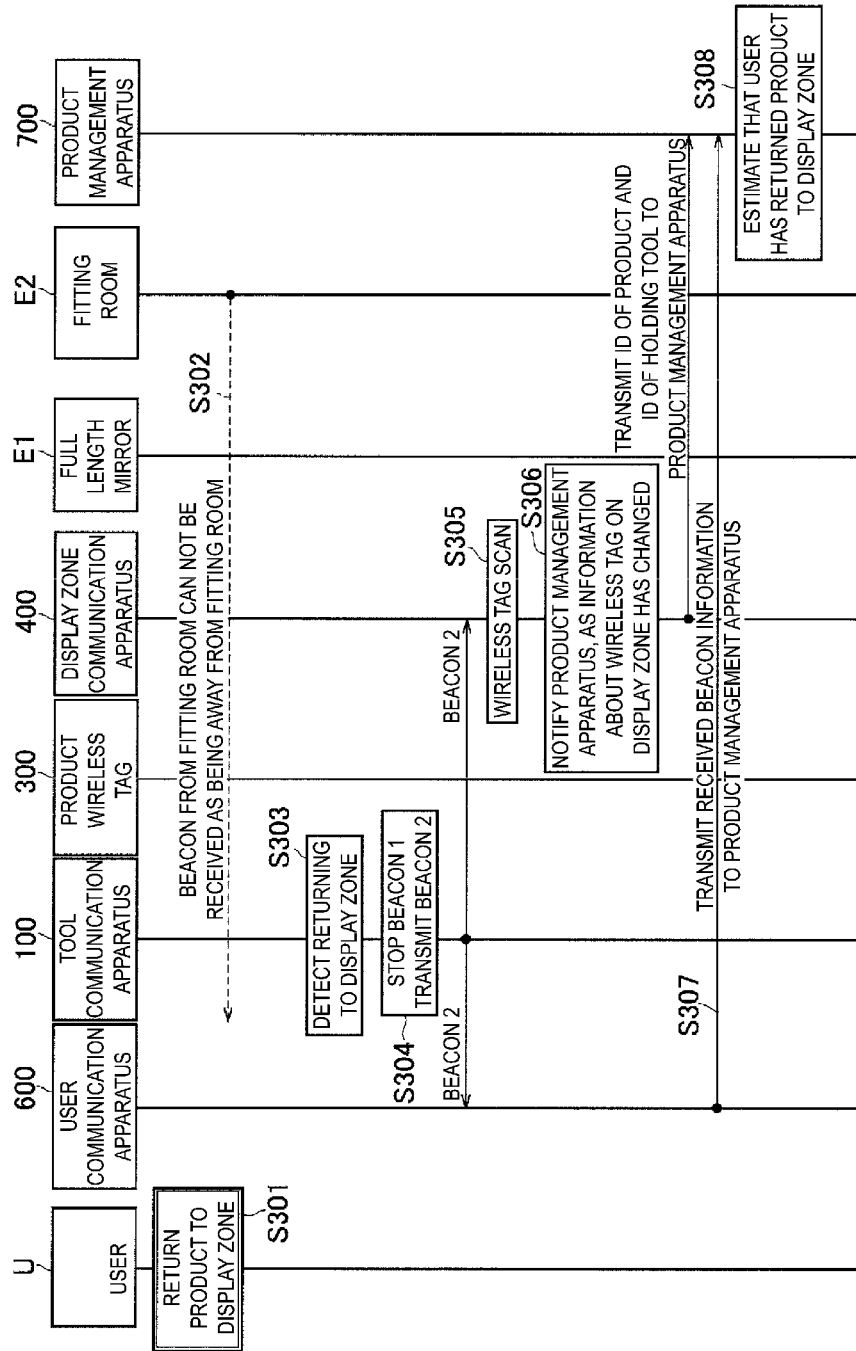 U
USER
600
USER
COMMUNICATION
APPARATUS
100
TOOL
COMMUNICATION
APPARATUS
300
PRODUCT
WIRELESS
TAG
400
DISPLAY ZONE
COMMUNICATION
APPARATUS
E1
FULL
LENGTH
MIRROR
E2
FITTING
ROOM
700
PRODUCT
MANAGEMENT
APPARATUS
RETURN
PRODUCT TO
DISPLAY ZONE
S301
BEACON FROM FITTING ROOM CAN NOT BE
RECEIVED AS BEING AWAY FROM FITTING ROOM
S302
DETECT RETURNING
TO DISPLAY ZONE
S303
STOP BEACON 1
TRANSMIT BEACON 2
S304
BEACON 2
BEACON 2
WIRELESS TAG SCAN
S305
NOTIFY PRODUCT MANAGEMENT
APPARATUS, AS INFORMATION
ABOUT WIRELESS TAG ON
DISPLAY ZONE HAS CHANGED
S306
TRANSMIT ID OF PRODUCT AND
ID OF HOLDING TOOL TO
PRODUCT MANAGEMENT APPARATUS
S307
TRANSMIT RECEIVED BEACON INFORMATION
TO PRODUCT MANAGEMENT APPARATUS
S308
ESTIMATE THAT USER
HAS RETURNED PRODUCT
TO DISPLAY ZONE